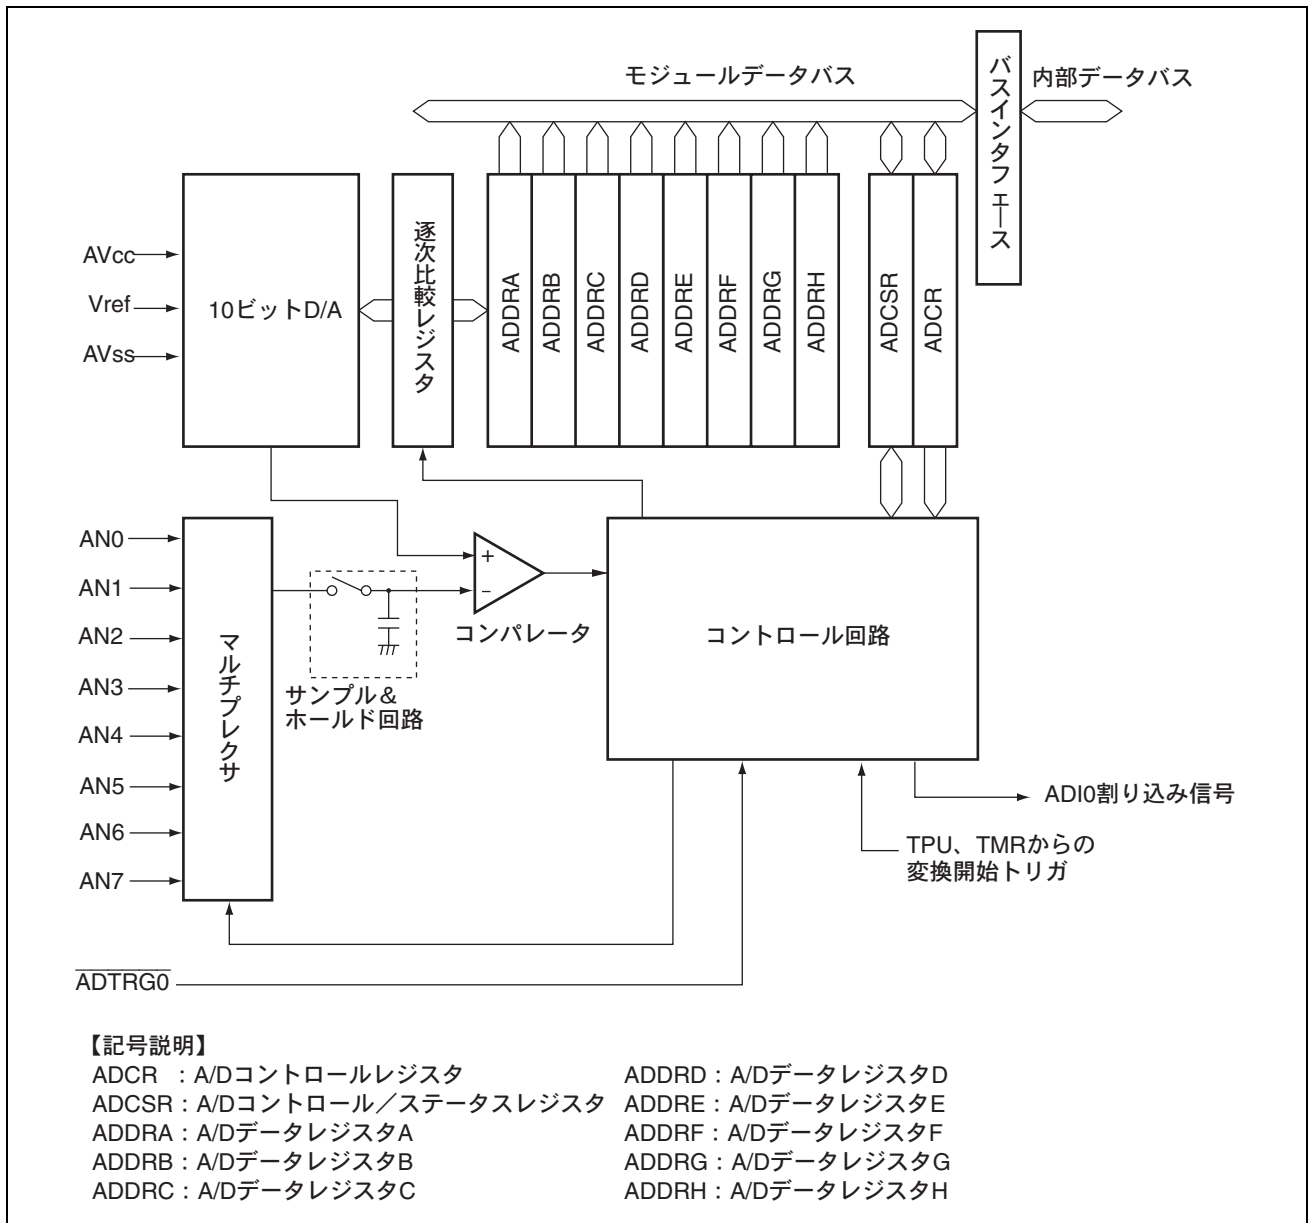 モジュールデータバス
バスインタフェース
内部データバス
AVcc
Vref
AVss
10ビットD/A
逐次比較レジスタ
ADDRA
ADDRB
ADDRC
ADDRD
ADDRE
ADDRF
ADDRG
ADDRH
ADCSR
ADCR
AN0
AN1
AN2
AN3
AN4
AN5
AN6
AN7
マルチプレクサ
サンプル&
ホールド回路
+
−
コンパレータ
コントロール回路
ADI0割り込み信号
TPU、TMRからの
変換開始トリガ
ADTRG0
【記号説明】
ADCR :A/Dコントロールレジスタ
ADCSR:A/Dコントロール/ステータスレジスタ
ADDRA:A/DデータレジスタA
ADDRB:A/DデータレジスタB
ADDRC:A/DデータレジスタC
ADDRD:A/DデータレジスタD
ADDRE:A/DデータレジスタE
ADDRF:A/DデータレジスタF
ADDRG:A/DデータレジスタG
ADDRH:A/DデータレジスタH